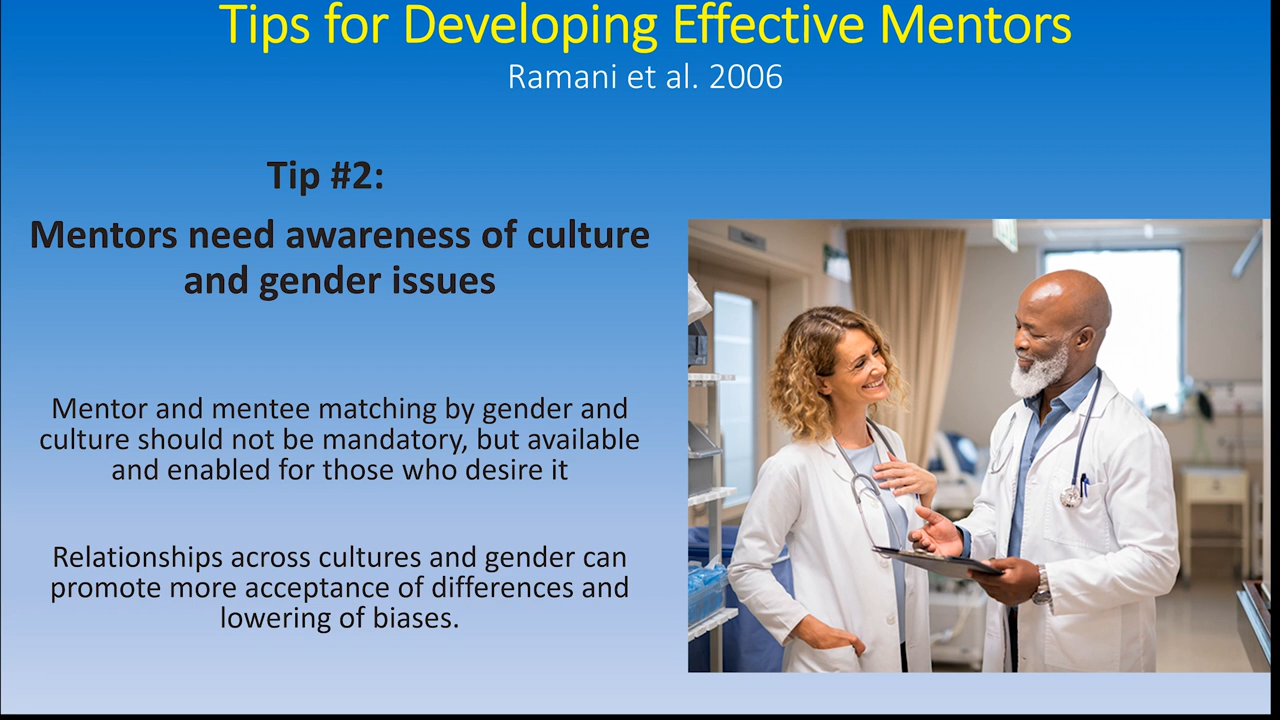 Tips for Developing Effective Mentors
Ramani et al. 2006
Tip #2:
Mentors need awareness of culture
and gender issues
Mentor and mentee matching by gender and
culture should not be mandatory, but available
and enabled for those who desire it
Relationships across cultures and gender can
promote more acceptance of differences and
lowering of biases.